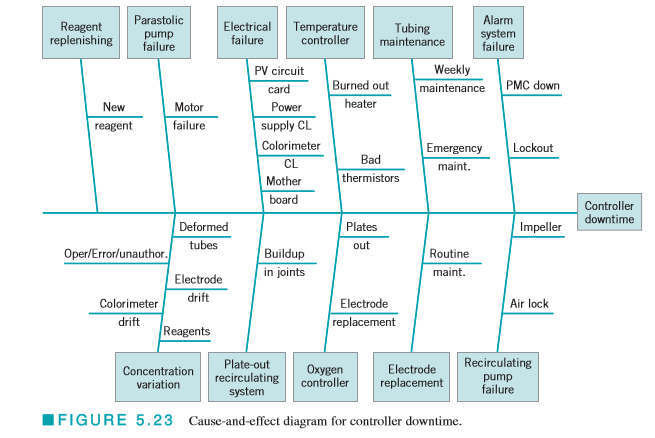 Reagent
replenishing
Parastolic
pump
failure
Electrical
failure
Temperature
controller
Tubing
maintenance
Alarm
system
failure
New
reagent
Motor
failure
PV circuit
card
Power
supply CL
Colorimeter
CL
Mother
board
Burned out
heater
Bad
thermistors
Weekly
maintenance
Emergency
maint.
PMC down
Lockout
Controller
downtime
Oper/Error/unauthor.
Colorimeter
drift
Deformed
tubes
Electrode
drift
Reagents
Buildup
in joints
Plates
out
Electrode
replacement
Routine
maint.
Impeller
Air lock
Concentration
variation
Plate-out
recirculating
system
Oxygen
controller
Electrode
replacement
Recirculating
pump
failure
FIGURE 5.23 Cause-and-effect diagram for controller downtime.